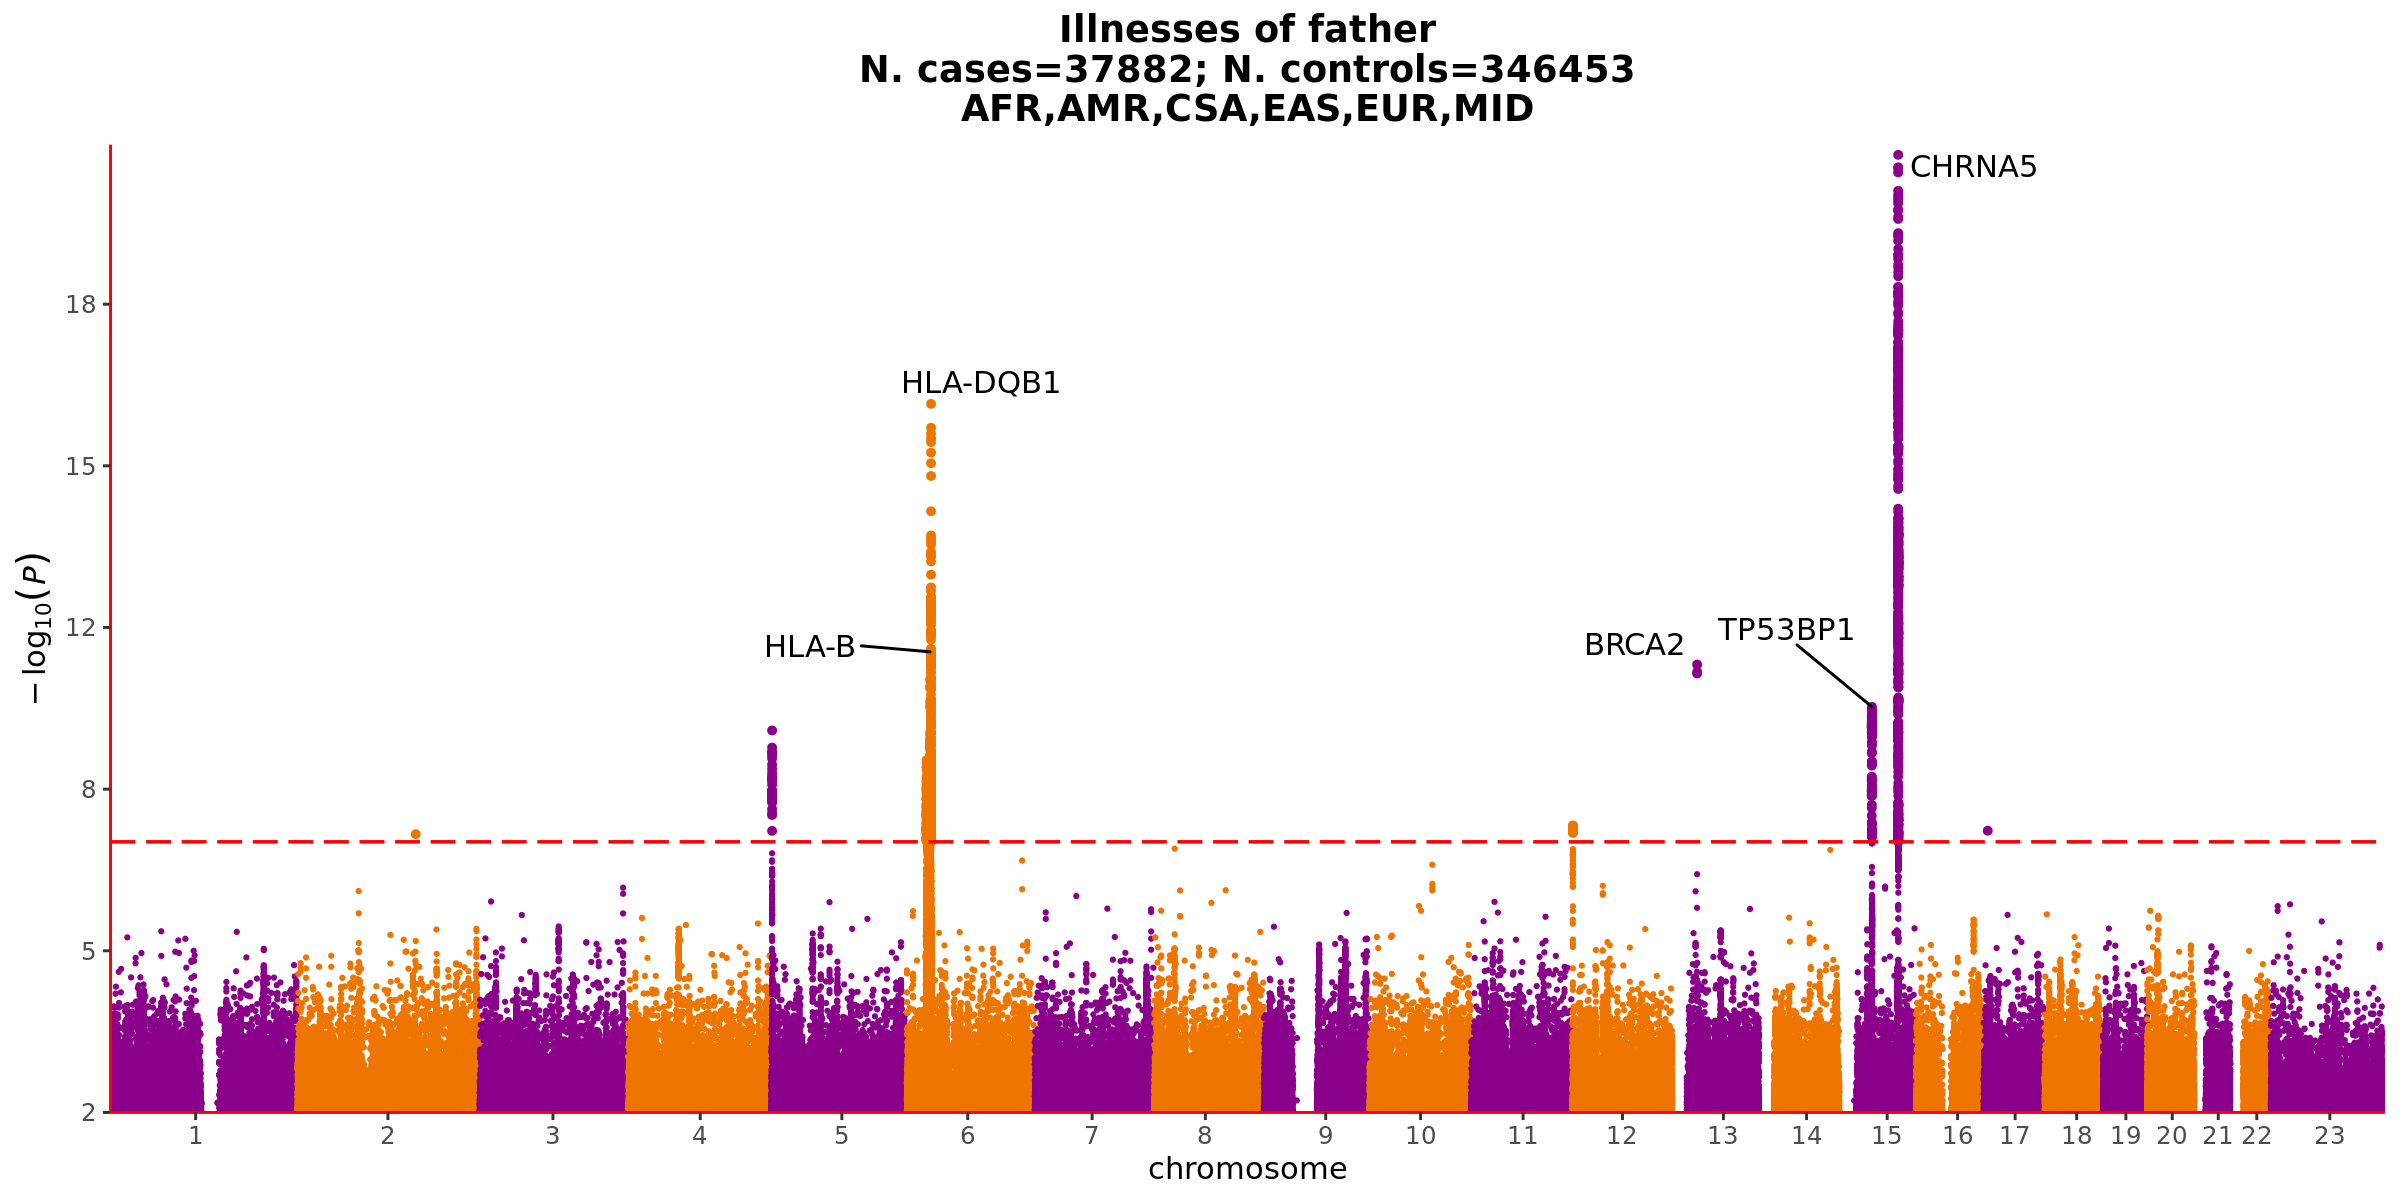 Illnesses of father
N. cases=37882; N. controls=346453
AFR,AMR,CSA,EAS,EUR,MID
CHRNA5
18
HLA-DQB1
15
12
TP53BP1
BRCA2
HLA-B
−log10(P)
8
5
2
1 2 3 4 5 6 7 8 9 10 11 12 13 14 15 16 17 18 19 20 21 22 23
chromosome